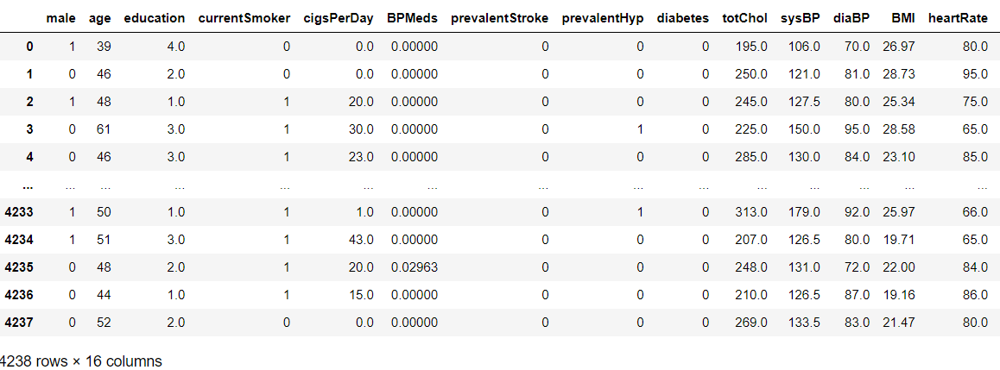 male age education currentSmoker cigsPerDay BPMeds prevalentStroke prevalentHyp diabetes totChol sysBP diaBP BMI heartRate
0 1 39 4.0 0 0.0 0.00000 0 0 0 195.0 106.0 70.0 26.97 80.0
1 0 46 2.0 0 0.0 0.00000 0 0 0 250.0 121.0 81.0 28.73 95.0
2 1 48 1.0 1 20.0 0.00000 0 0 0 245.0 127.5 80.0 25.34 75.0
3 0 61 3.0 1 30.0 0.00000 0 1 0 225.0 150.0 95.0 28.58 65.0
4 0 46 3.0 1 23.0 0.00000 0 0 0 285.0 130.0 84.0 23.10 85.0
... ... ... ... ... ... ... ... ... ... ... ... ... ... ...
4233 1 50 1.0 1 1.0 0.00000 0 1 0 313.0 179.0 92.0 25.97 66.0
4234 1 51 3.0 1 43.0 0.00000 0 0 0 207.0 126.5 80.0 19.71 65.0
4235 0 48 2.0 1 20.0 0.02963 0 0 0 248.0 131.0 72.0 22.00 84.0
4236 0 44 1.0 1 15.0 0.00000 0 0 0 210.0 126.5 87.0 19.16 86.0
4237 0 52 2.0 0 0.0 0.00000 0 0 0 269.0 133.5 83.0 21.47 80.0
4238 rows × 16 columns